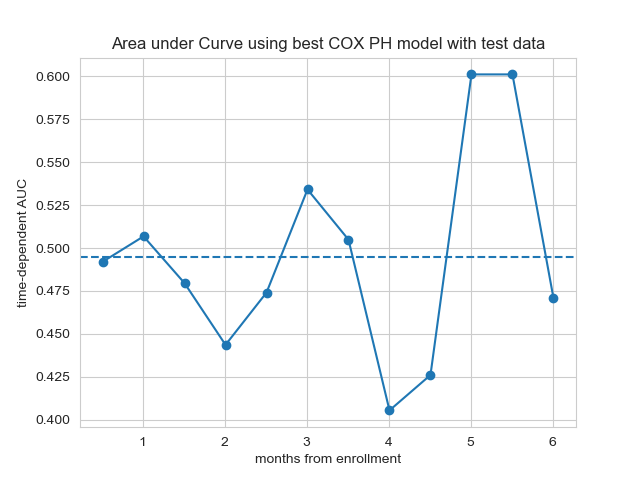 Area under Curve using best COX PH model with test data
time-dependent AUC
0.600
0.575
0.550
0.525
0.500
0.475
0.450
0.425
0.400
1 2 3 4 5 6
months from enrollment